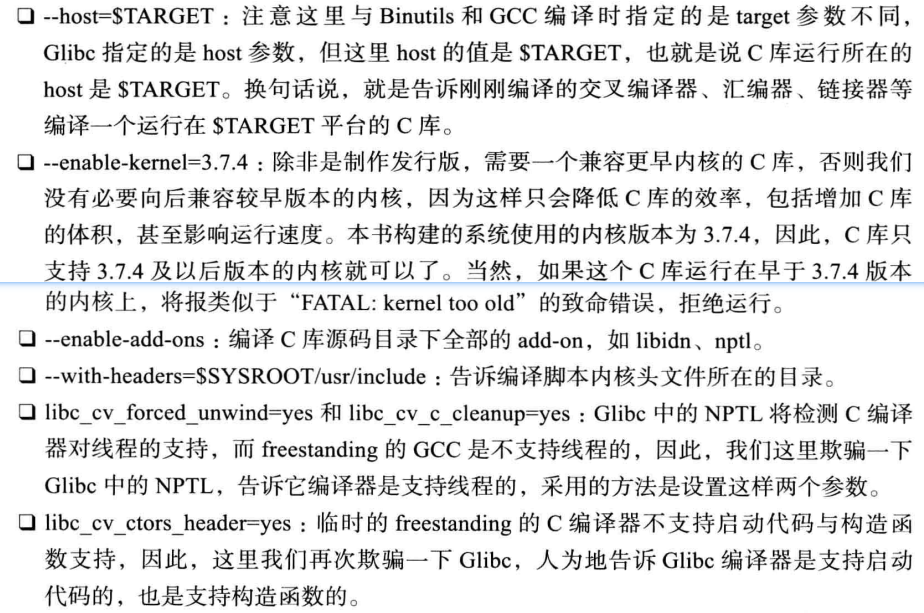 ❑ --host=$TARGET：注意这里与 Binutils 和 GCC 编译时指定的是 target 参数不同，
Glibc 指定的是 host 参数，但这里 host 的值是 $TARGET，也就是说 C 库运行所在的
host 是 $TARGET。换句话说，就是告诉刚刚编译的交叉编译器、汇编器、链接器等
编译一个运行在 $TARGET 平台的 C 库。
❑ --enable-kernel=3.7.4：除非是制作发行版，需要一个兼容更早内核的 C 库，否则我们
没有必要向后兼容较早版本的内核，因为这样只会降低 C 库的效率，包括增加 C 库
的体积，甚至影响运行速度。本书构建的系统使用的内核版本为 3.7.4，因此，C 库只
支持 3.7.4 及以后版本的内核就可以了。当然，如果这个 C 库运行在早于 3.7.4 版本
的内核上，将报类似于“FATAL: kernel too old”的致命错误，拒绝运行。
❑ --enable-add-ons：编译 C 库源码目录下全部的 add-on，如 libidn、nptl。
❑ --with-headers=$SYSROOT/usr/include：告诉编译脚本内核头文件所在的目录。
❑ libc_cv_forced_unwind=yes 和 libc_cv_c_cleanup=yes：Glibc 中的 NPTL 将检测 C 编译
器对线程的支持，而 freestanding 的 GCC 是不支持线程的，因此，我们这里欺骗一下
Glibc 中的 NPTL，告诉它编译器是支持线程的，采用的方法是设置这样两个参数。
❑ libc_cv_ctors_header=yes：临时的 freestanding 的 C 编译器不支持启动代码与构造函
数支持，因此，这里我们再次欺骗一下 Glibc，人为地告诉 Glibc 编译器是支持启动
代码的，也是支持构造函数的。